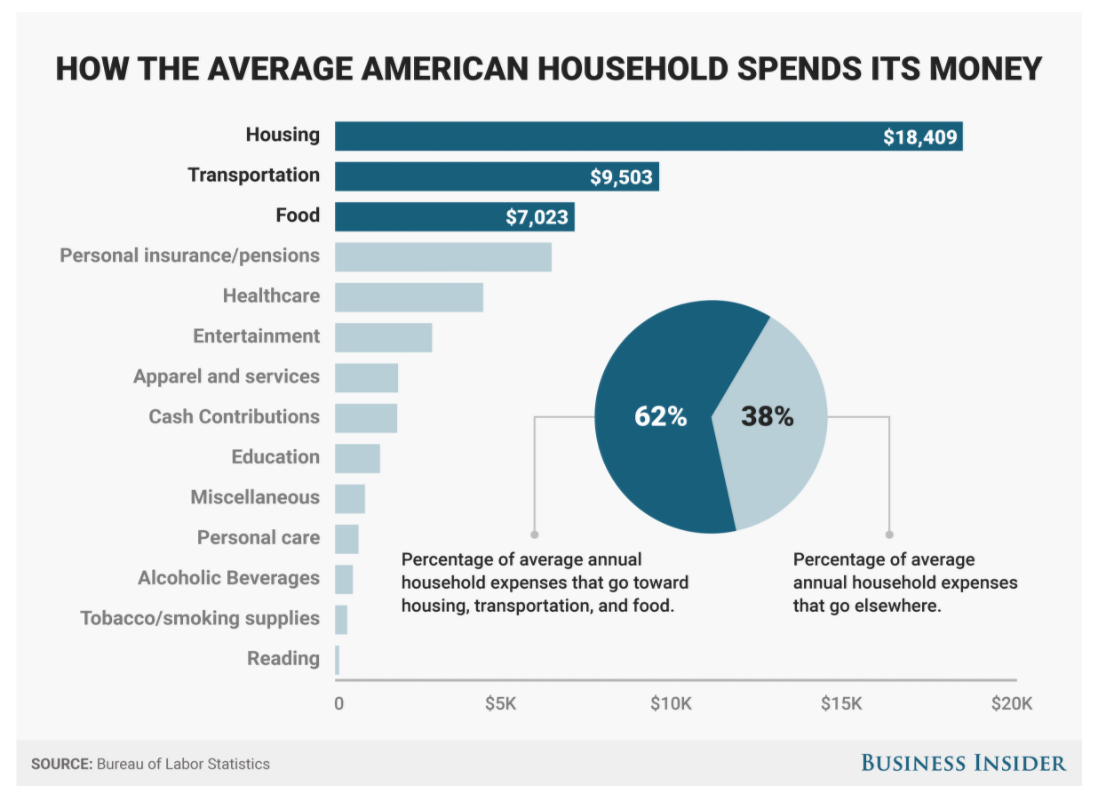 HOW THE AVERAGE AMERICAN HOUSEHOLD SPENDS ITS MONEY
Housing
$18,409
Transportation
$9,503
Food
$7,023
Personal insurance/pensions
Healthcare
Entertainment
Apparel and services
Cash Contributions
Education
Miscellaneous
Personal care
Alcoholic Beverages
Tobacco/smoking supplies
Reading
0
$5K
$10K
$15K
$20K
62%
38%
Percentage of average annual
household expenses that go toward
housing, transportation, and food.
Percentage of average
annual household expenses
that go elsewhere.
SOURCE: Bureau of Labor Statistics
BUSINESS INSIDER